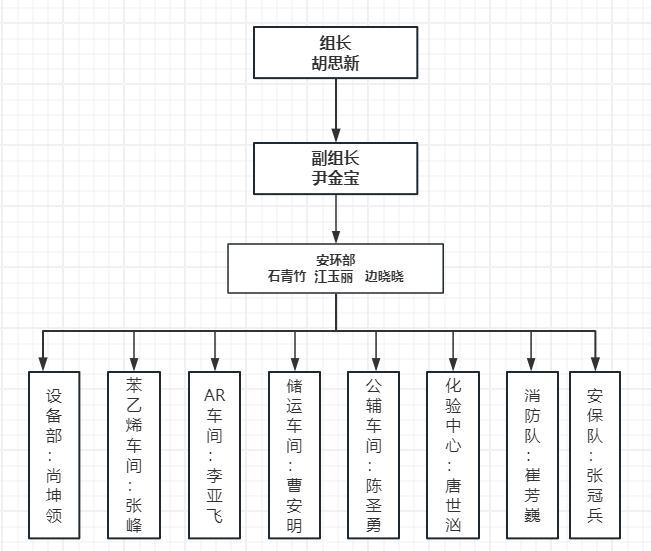 组长
胡思新
副组长
尹金宝
安环部
石青竹 江玉丽 边晓晓
设备部：尚坤领
苯乙烯车间：张峰
AR车间：李亚飞
储运车间：曹安明
公辅车间：陈圣勇
化验中心：唐世汹
消防队：崔芳巍
安保队：张冠兵